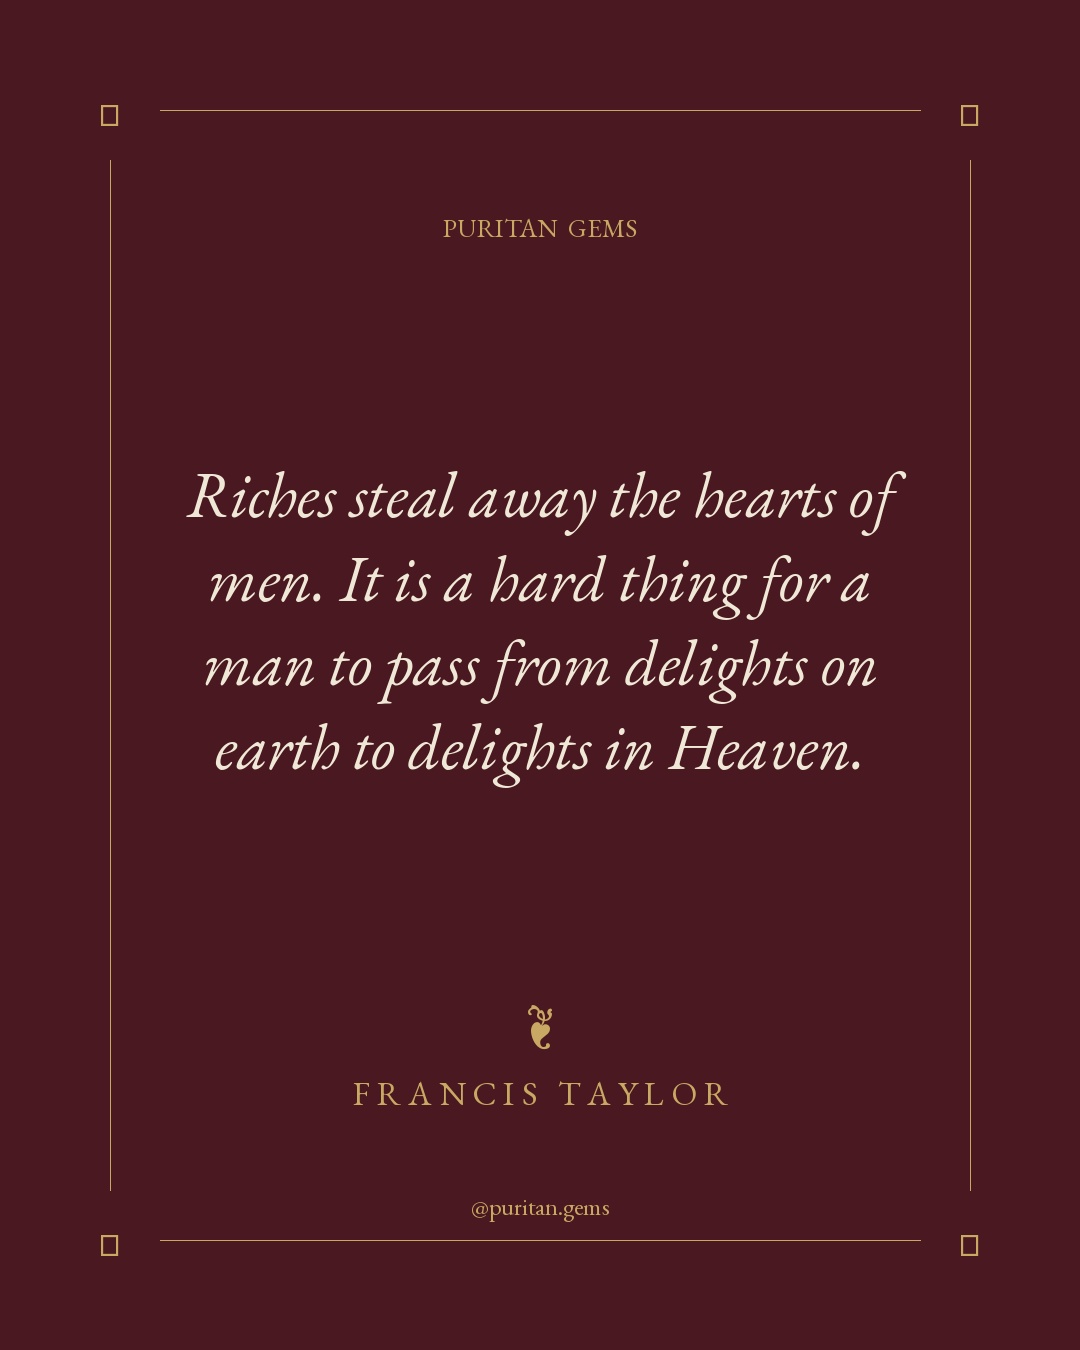 PURITAN GEMS
Riches steal away the hearts of
men. It is a hard thing for a
man to pass from delights on
earth to delights in Heaven.
FRANCIS TAYLOR
@puritan.gems